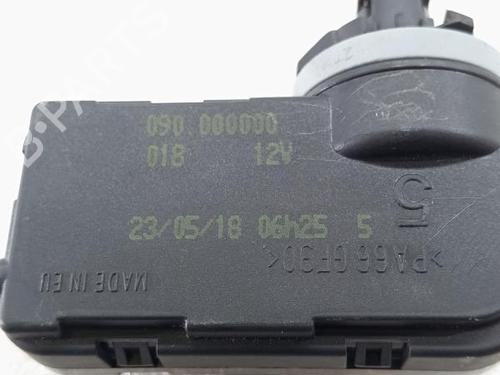 090 000000
018 12V
23/05/18 06h25 5
5
>PA66 GF30<
MADE IN EU
B-PARTS